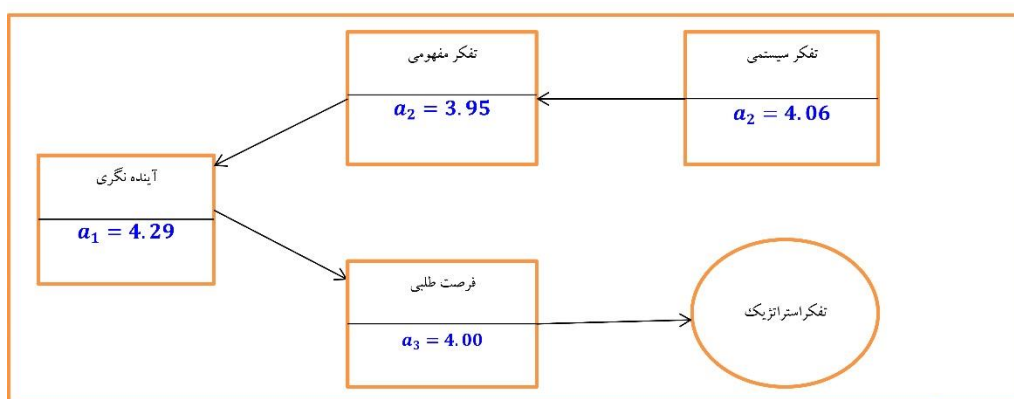 تفکر سیستمی
a₂ = 4.06
تفکر مفهومی
a₂ = 3.95
آینده نگری
a₁ = 4.29
فرصت طلبی
a₃ = 4.00
تفکراستراتژیک